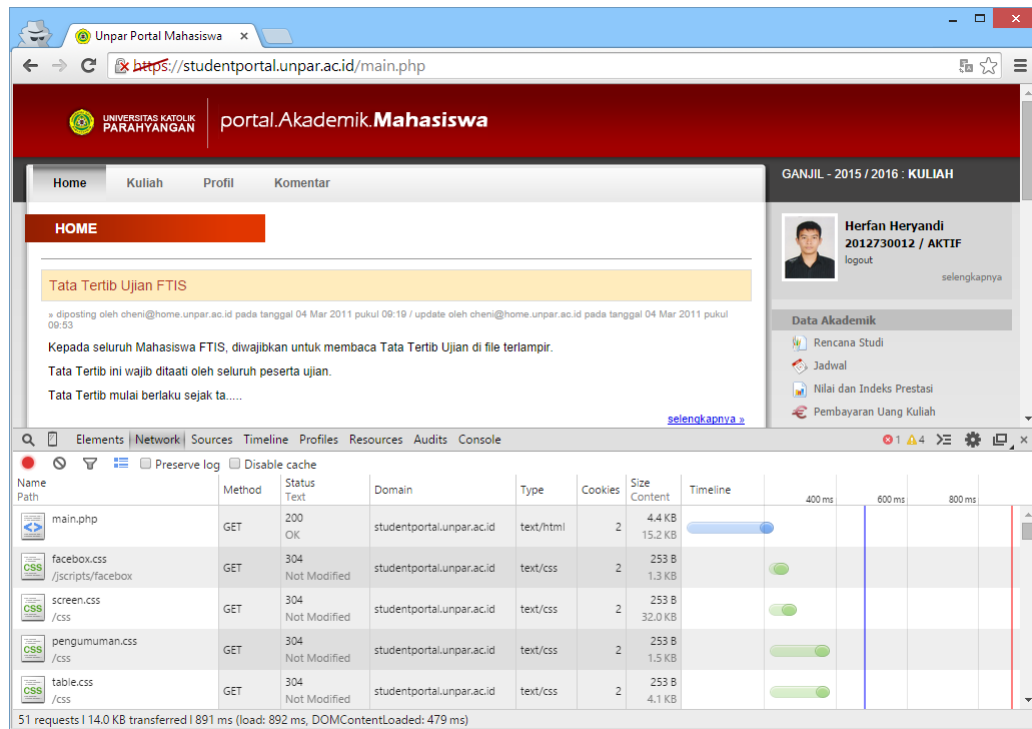 Unpar Portal Mahasiswa
https://studentportal.unpar.ac.id/main.php
UNIVERSITAS KATOLIK
PARAHYANGAN
portal.Akademik.Mahasiswa
Home Kuliah Profil Komentar
GANJIL - 2015 / 2016 : KULIAH
HOME
Herfan Heryandi
2012730012 / AKTIF
logout
selengkapnya
Tata Tertib Ujian FTIS
» diposting oleh cheni@home.unpar.ac.id pada tanggal 04 Mar 2011 pukul 09:19 / update oleh cheni@home.unpar.ac.id pada tanggal 04 Mar 2011 pukul
09:53
Kepada seluruh Mahasiswa FTIS, diwajibkan untuk membaca Tata Tertib Ujian di file terlampir.
Tata Tertib ini wajib ditaati oleh seluruh peserta ujian.
Tata Tertib mulai berlaku sejak ta.....
selengkapnya »
Data Akademik
Rencana Studi
Jadwal
Nilai dan Indeks Prestasi
Pembayaran Uang Kuliah
Elements Network Sources Timeline Profiles Resources Audits Console
1 4
Preserve log Disable cache
Name Method Status Domain Type Cookies Size Timeline
Path Text Content 400 ms 600 ms 800 ms
main.php GET 200 studentportal.unpar.ac.id text/html 2 4.4 KB
OK 15.2 KB
facebox.css GET 304 studentportal.unpar.ac.id text/css 2 253 B
/jscripts/facebox Not Modified 1.3 KB
screen.css GET 304 studentportal.unpar.ac.id text/css 2 253 B
/css Not Modified 32.0 KB
pengumuman.css GET 304 studentportal.unpar.ac.id text/css 2 253 B
/css Not Modified 1.5 KB
table.css GET 304 studentportal.unpar.ac.id text/css 2 253 B
/css Not Modified 4.1 KB
51 requests | 14.0 KB transferred | 891 ms (load: 892 ms, DOMContentLoaded: 479 ms)